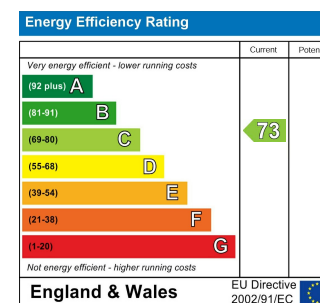 Energy Efficiency Rating
Current Poten
Very energy efficient - lower running costs
(92 plus) A
(81-91) B
(69-80) C
73
(55-68) D
(39-54) E
(21-38) F
(1-20) G
Not energy efficient - higher running costs
England & Wales
EU Directive
2002/91/EC